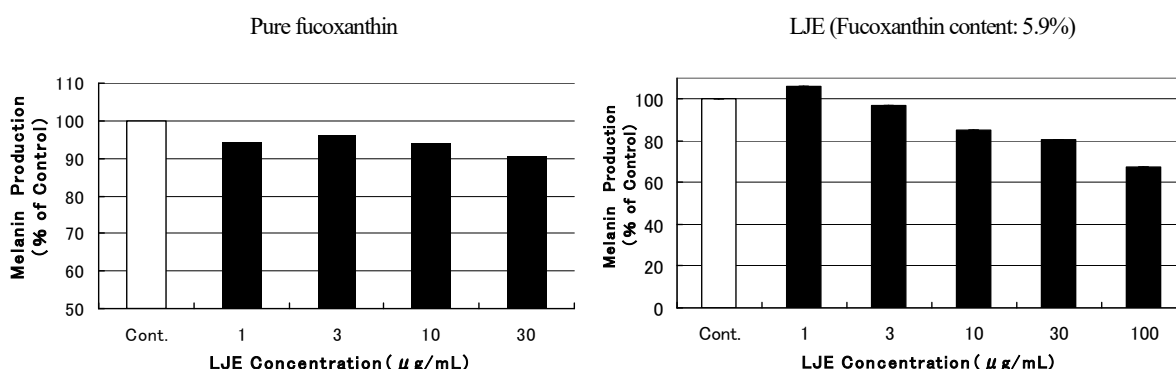 Pure fucoxanthin
Melanin Production
(% of Control)
110
100
90
80
70
60
50
Cont.
1
3
10
30
LJE Concentration(μg/mL)
LJE (Fucoxanthin content: 5.9%)
Melanin Production
(% of Control)
100
80
60
40
20
0
Cont.
1
3
10
30
100
LJE Concentration(μg/mL)